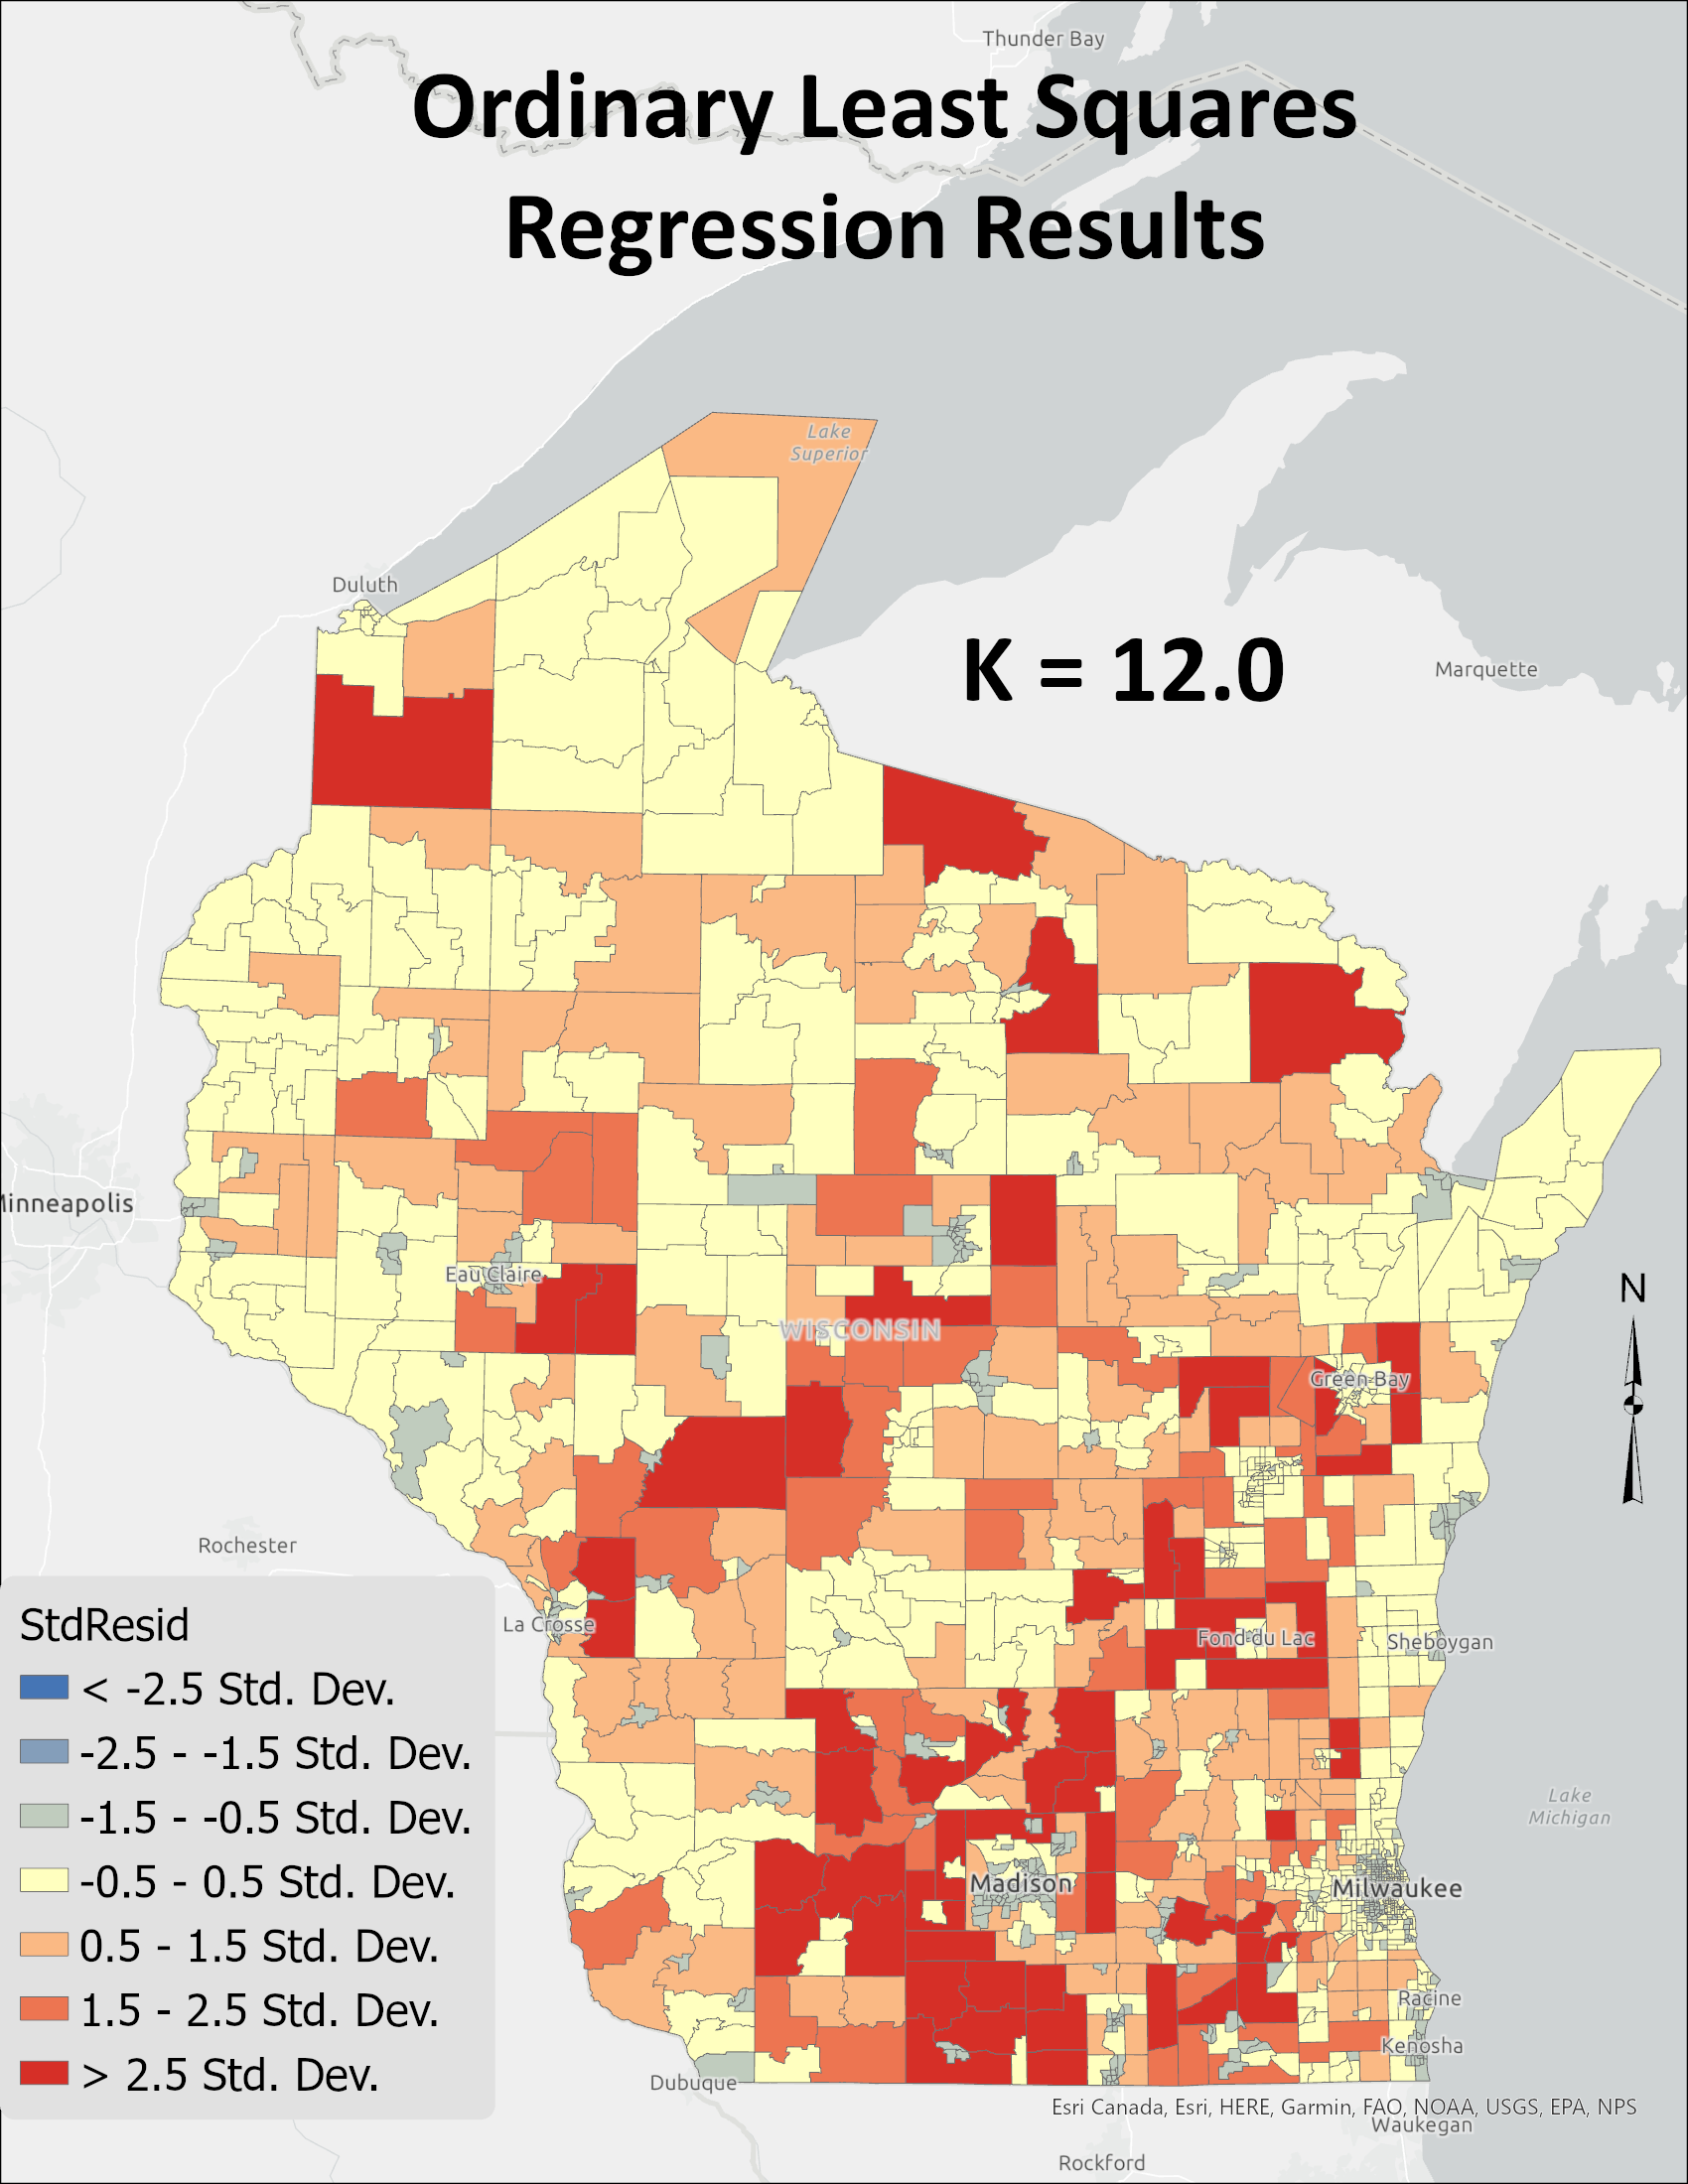 Thunder Bay
Ordinary Least Squares
Regression Results
Lake
Superior
Duluth
K = 12.0
Marquette
Minneapolis
Eau Claire
N
WISCONSIN
Green Bay
Rochester
La Crosse
Fond du Lac
Sheboygan
StdResid
< -2.5 Std. Dev.
-2.5 - -1.5 Std. Dev.
-1.5 - -0.5 Std. Dev.
-0.5 - 0.5 Std. Dev.
0.5 - 1.5 Std. Dev.
1.5 - 2.5 Std. Dev.
> 2.5 Std. Dev.
Lake
Michigan
Madison
Milwaukee
Racine
Kenosha
Dubuque
Esri Canada, Esri, HERE, Garmin, FAO, NOAA, USGS, EPA, NPS
Waukegan
Rockford